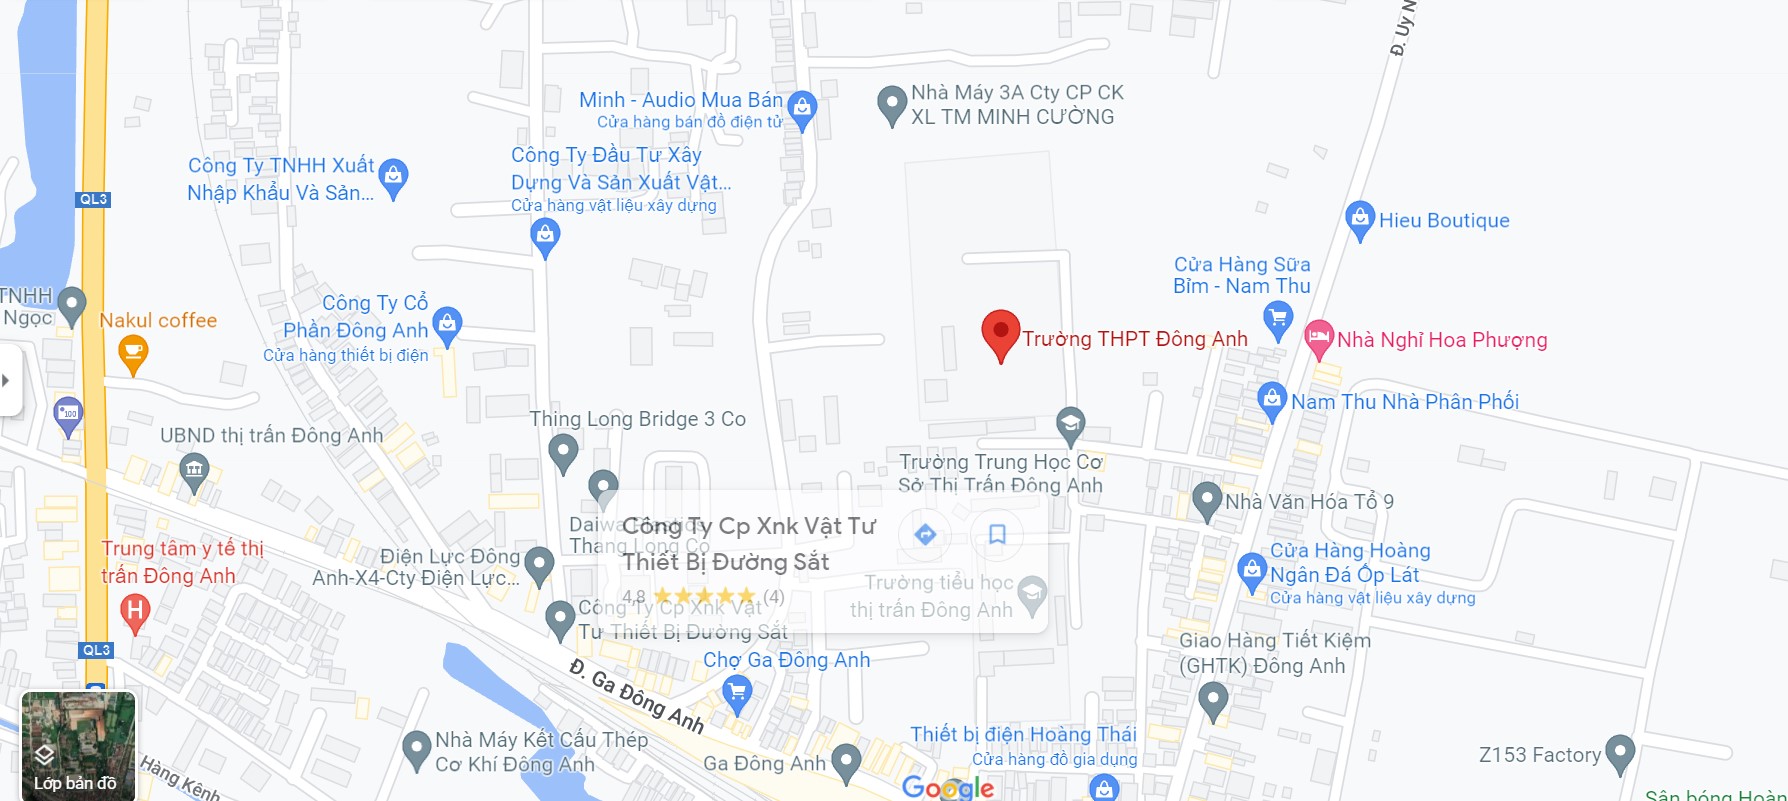 Đ. Uy N
Nhà Máy 3A Cty CP CK
XL TM MINH CƯỜNG
Minh - Audio Mua Bán
Cửa hàng bán đồ điện tử
Công Ty TNHH Xuất
Nhập Khẩu Và Sản...
Công Ty Đầu Tư Xây
Dựng Và Sản Xuất Vật...
Cửa hàng vật liệu xây dựng
QL3
Hieu Boutique
Cửa Hàng Sữa
Bỉm - Nam Thu
TNHH
Ngọc
Nakul coffee
Công Ty Cổ
Phần Đông Anh
Cửa hàng thiết bị điện
Trường THPT Đông Anh
Nhà Nghỉ Hoa Phượng
Nam Thu Nhà Phân Phối
100
UBND thị trấn Đông Anh
Thing Long Bridge 3 Co
Trường Trung Học Cơ
Sở Thị Trấn Đông Anh
Nhà Văn Hóa Tổ 9
Daiwa Plastics
Thang Long Co
Công Ty Cp Xnk Vật Tư
Thiết Bị Đường Sắt
4,8 (4)
Trung tâm y tế thị
trấn Đông Anh
H
Điện Lực Đông
Anh-X4-Cty Điện Lực...
Cửa Hàng Hoàng
Ngân Đá Ốp Lát
Cửa hàng vật liệu xây dựng
Trường tiểu học
thị trấn Đông Anh
Công Ty Cp Xnk Vật
Tư Thiết Bị Đường Sắt
QL3
Giao Hàng Tiết Kiệm
(GHTK) Đông Anh
Chợ Ga Đông Anh
Đ. Ga Đông Anh
Nhà Máy Kết Cấu Thép
Cơ Khí Đông Anh
Ga Đông Anh
Thiết bị điện Hoàng Thái
Cửa hàng đồ gia dụng
Z153 Factory
Hàng Kênh
Lớp bản đồ
Google
Sân bóng Hoàn